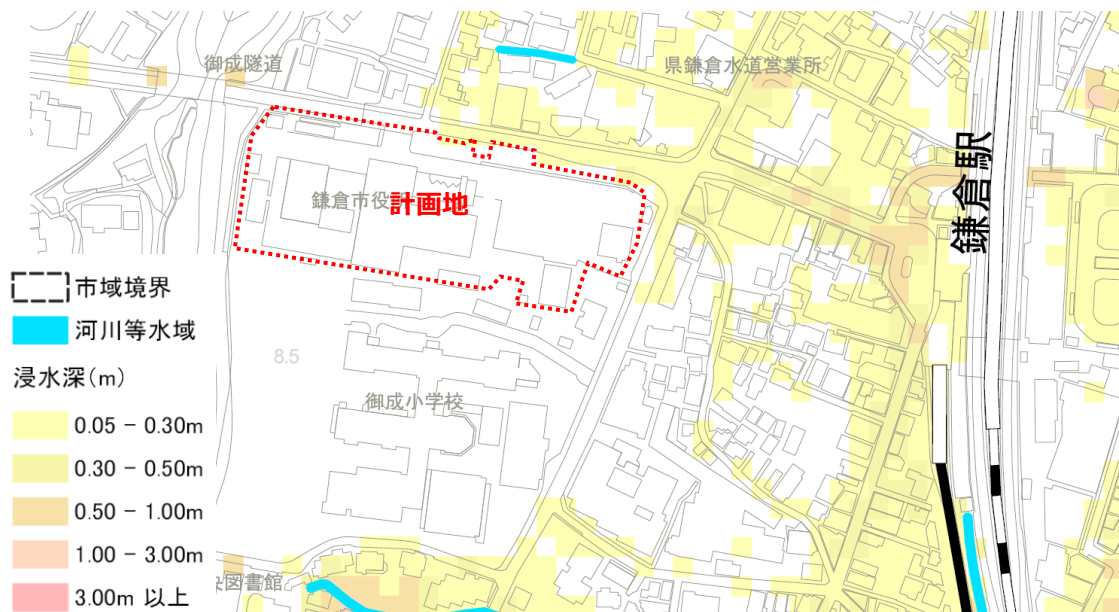 御成隧道
県鎌倉水道営業所
鎌倉駅
鎌倉市役
計画地
市域境界
河川等水域
8.5
浸水深(m)
御成小学校
0.05 - 0.30m
0.30 - 0.50m
0.50 - 1.00m
1.00 - 3.00m
図書館
3.00m 以上